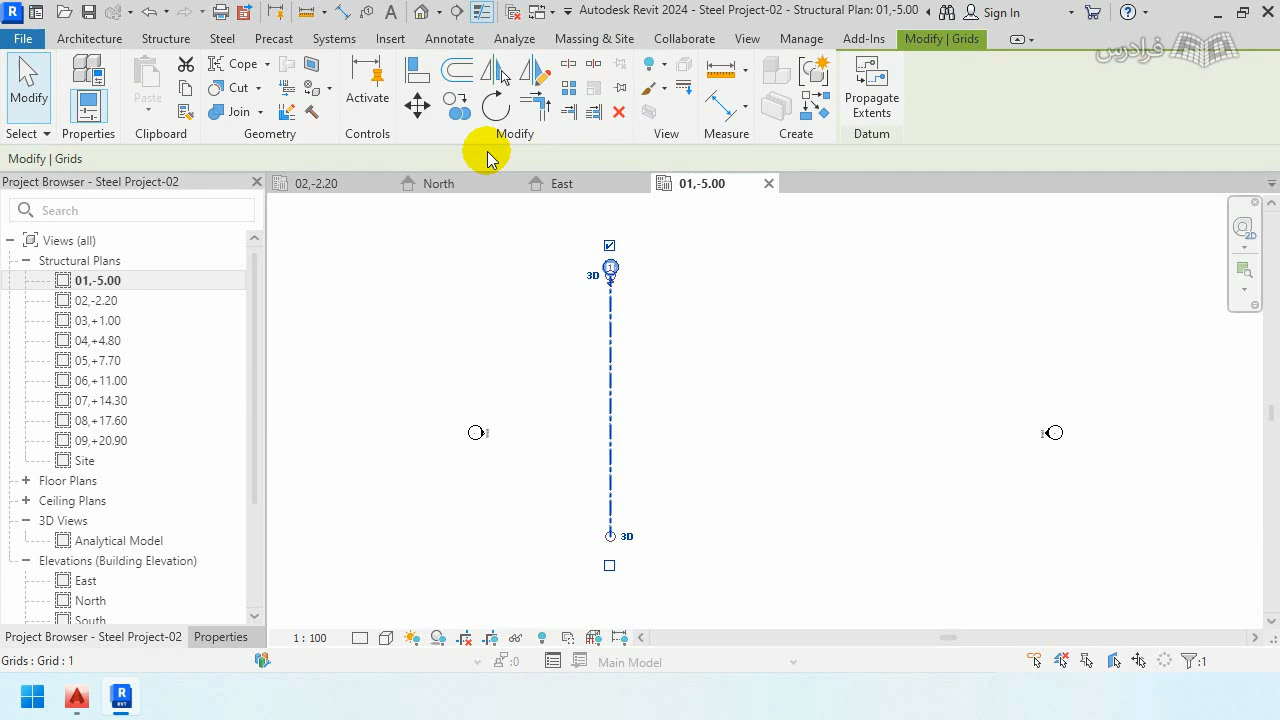 Autodesk Revit 2024 - Steel Project-02 - Structural Plan: 01,-5.00
Sign In
File Architecture Structure Steel Precast Systems Insert Annotate Analyze Massing & Site Collaborate View Manage Add-Ins Modify | Grids
فرادرس
Cope
Cut
Join
Modify
Paste
Activate
Propagate
Extents
Select Properties Clipboard Geometry Controls Modify View Measure Create Datum
Modify | Grids
Project Browser - Steel Project-02
02,-2.20 North East 01,-5.00
Search
2D
Views (all)
Structural Plans
01,-5.00
02,-2.20
03,+1.00
04,+4.80
05,+7.70
06,+11.00
07,+14.30
08,+17.60
09,+20.90
Site
Floor Plans
Ceiling Plans
3D Views
Analytical Model
Elevations (Building Elevation)
East
North
South
1
3D
3D
Project Browser - Steel Project-02 Properties
1 : 100
Grids : Grid : 1
:0
Main Model
:1